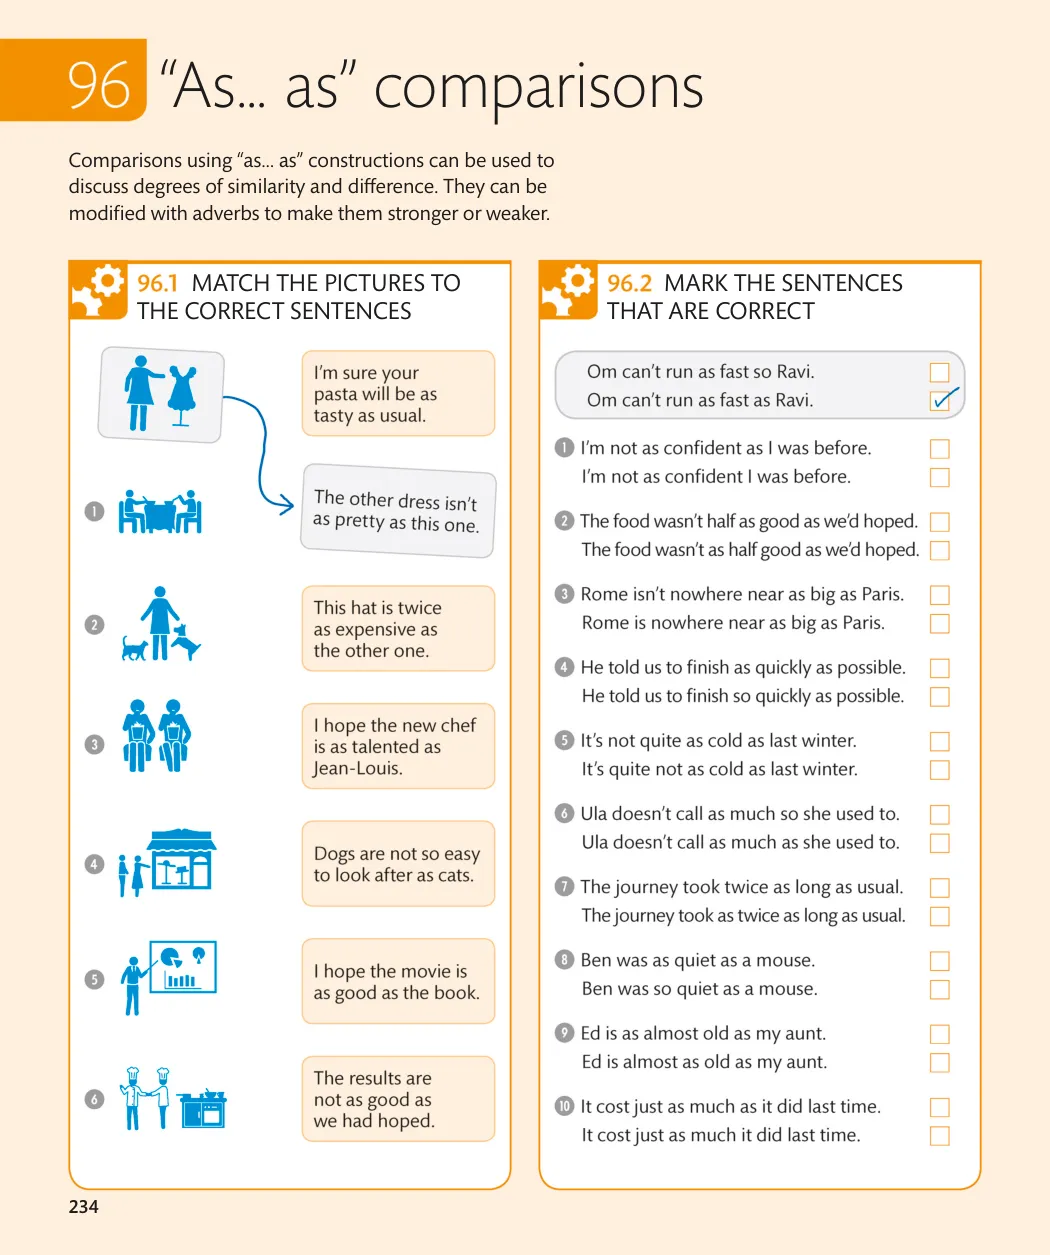 96 “As... as” comparisons
Comparisons using “as... as” constructions can be used to
discuss degrees of similarity and difference. They can be
modified with adverbs to make them stronger or weaker.
96.1 MATCH THE PICTURES TO
THE CORRECT SENTENCES
I’m sure your
pasta will be as
tasty as usual.
The other dress isn’t
as pretty as this one.
1
This hat is twice
as expensive as
the other one.
2
I hope the new chef
is as talented as
Jean-Louis.
3
Dogs are not so easy
to look after as cats.
4
I hope the movie is
as good as the book.
5
The results are
not as good as
we had hoped.
6
96.2 MARK THE SENTENCES
THAT ARE CORRECT
Om can’t run as fast so Ravi.
Om can’t run as fast as Ravi.
1 I’m not as confident as I was before.
I’m not as confident I was before.
2 The food wasn’t half as good as we’d hoped.
The food wasn’t as half good as we’d hoped.
3 Rome isn’t nowhere near as big as Paris.
Rome is nowhere near as big as Paris.
4 He told us to finish as quickly as possible.
He told us to finish so quickly as possible.
5 It’s not quite as cold as last winter.
It’s quite not as cold as last winter.
6 Ula doesn’t call as much so she used to.
Ula doesn’t call as much as she used to.
7 The journey took twice as long as usual.
The journey took as twice as long as usual.
8 Ben was as quiet as a mouse.
Ben was so quiet as a mouse.
9 Ed is as almost old as my aunt.
Ed is almost as old as my aunt.
10 It cost just as much as it did last time.
It cost just as much it did last time.
234